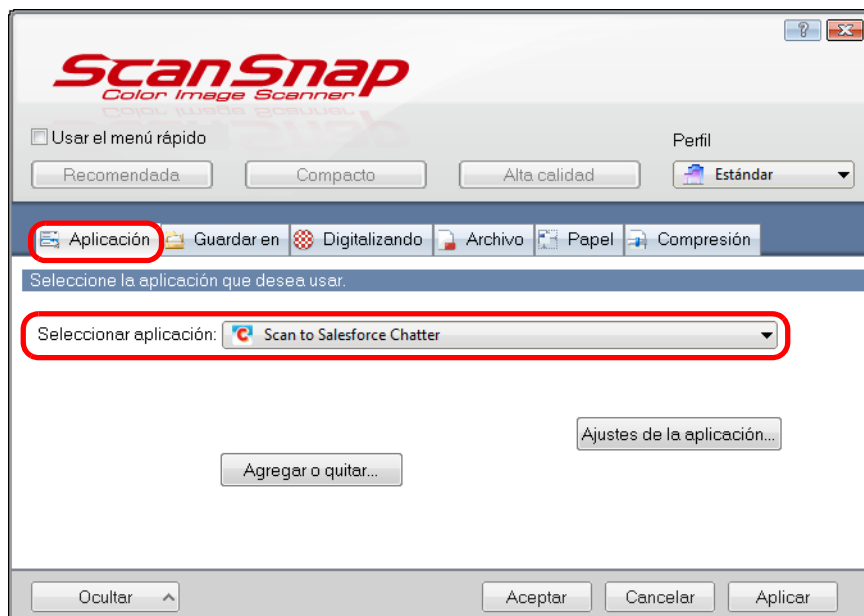 ScanSnap
Color Image Scanner
Usar el menú rápido
Perfil
Recomendada Compacto Alta calidad Estándar
Aplicación Guardar en Digitalizando Archivo Papel Compresión
Seleccione la aplicación que desea usar.
Seleccionar aplicación: Scan to Salesforce Chatter
Ajustes de la aplicación...
Agregar o quitar...
Ocultar Aceptar Cancelar Aplicar